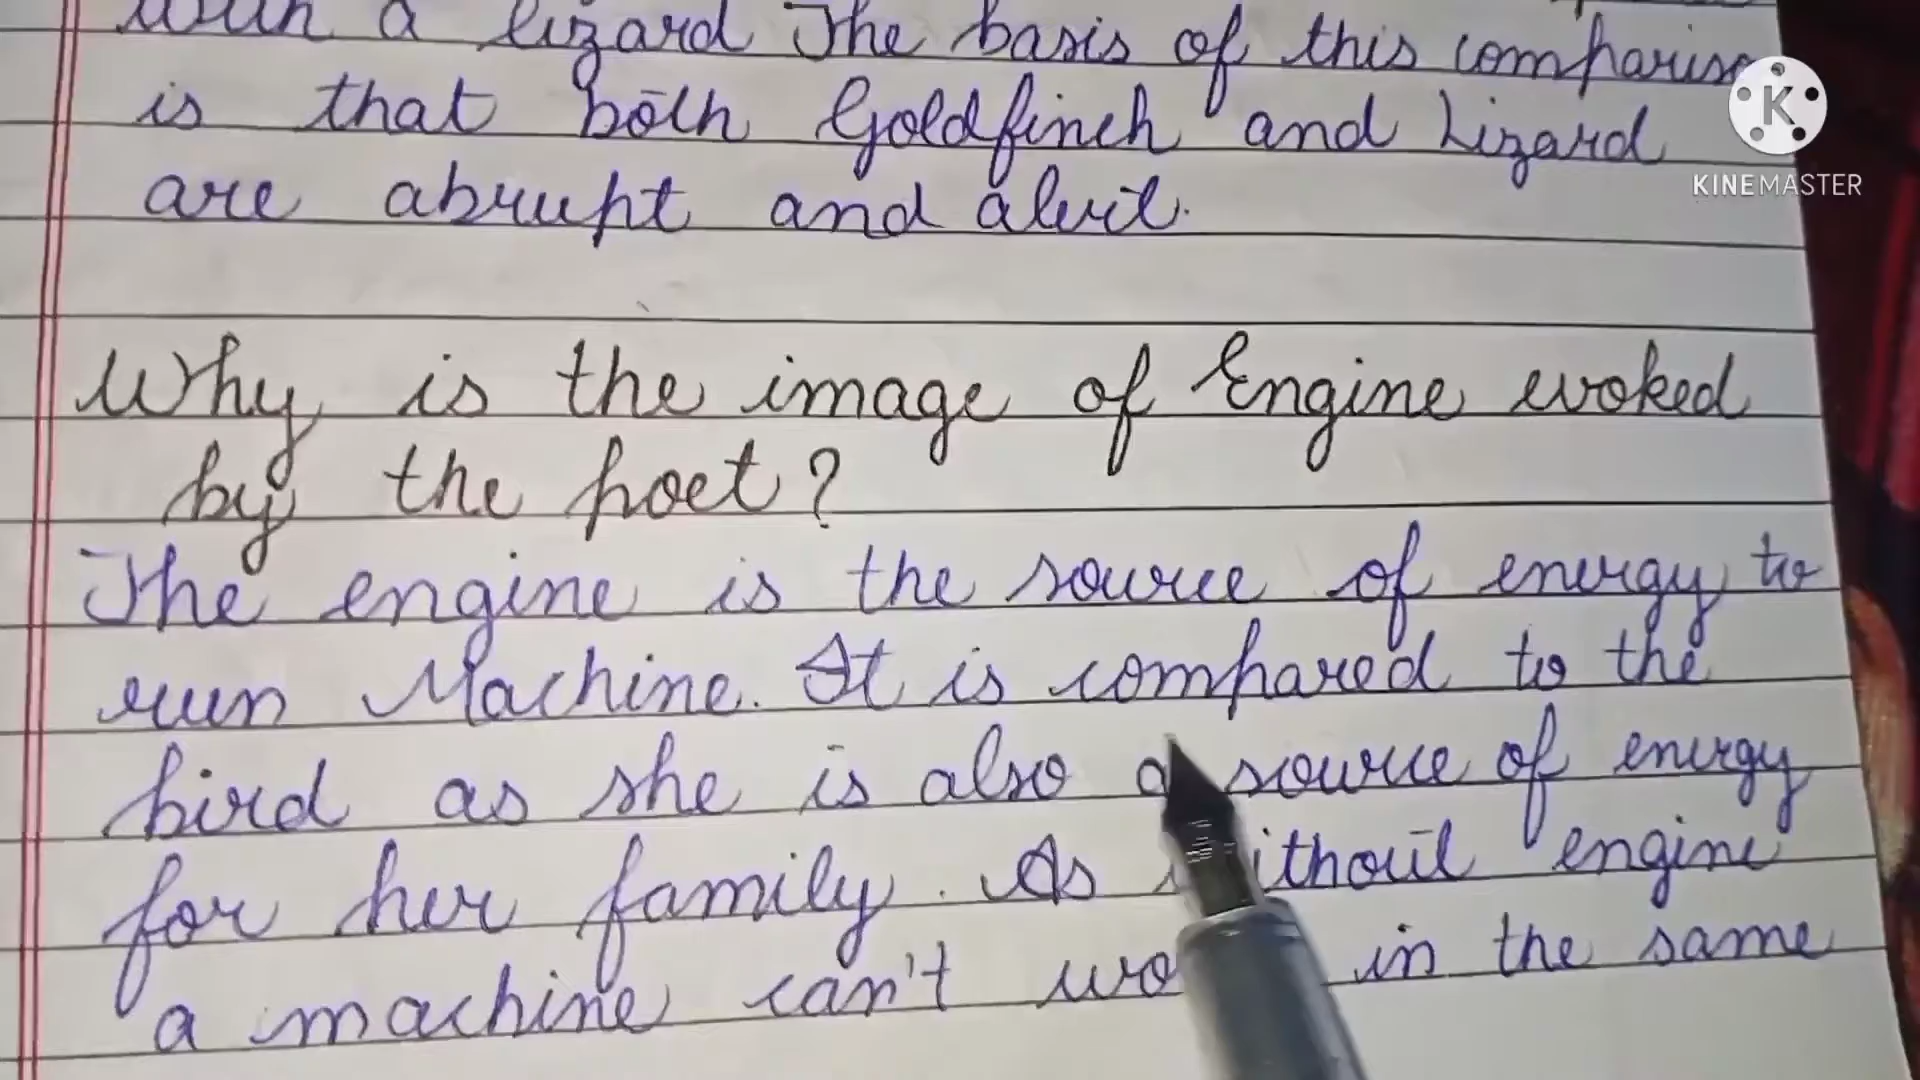 with a lizard The basis of this comparison
is that both Goldfinch and Lizard
are abrupt and alert.
Why is the image of Engine evoked
by the poet?
The engine is the source of energy to
run Machine. It is compared to the
bird as she is also a source of energy
for her family. As without engine
a machine can't in the same
KINEMASTER